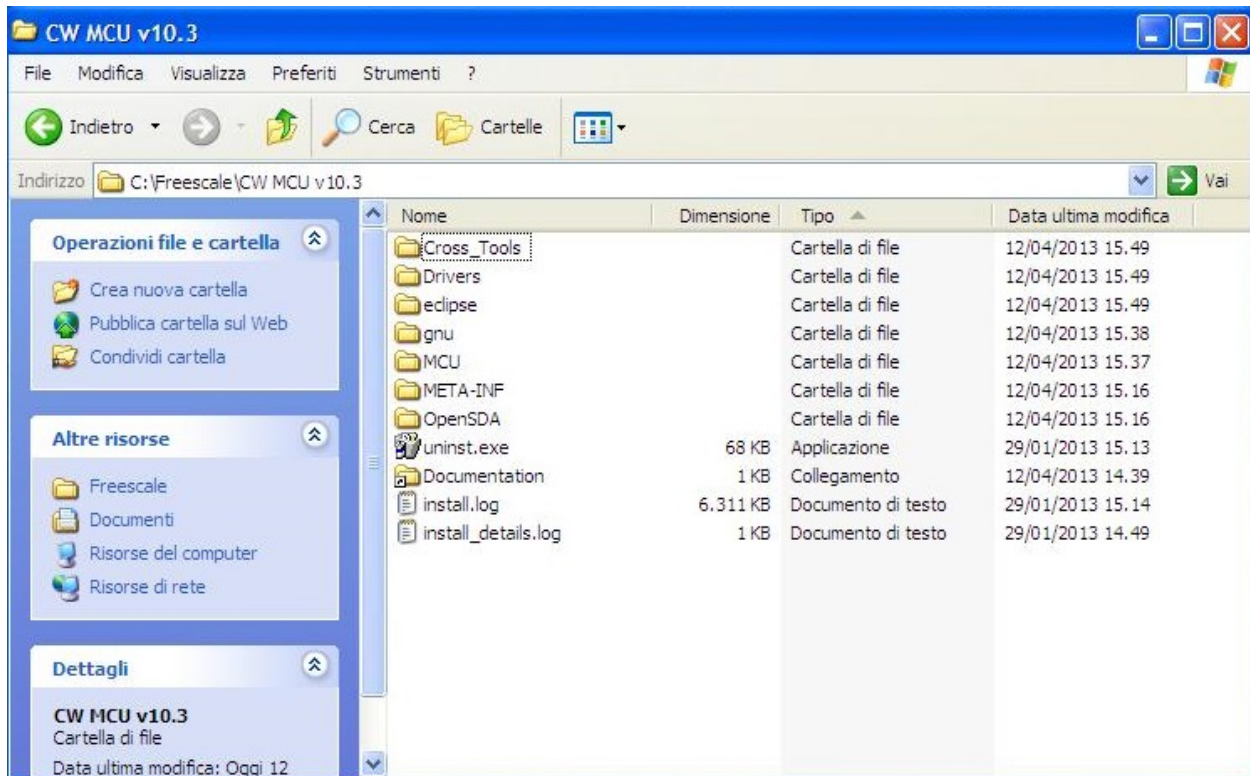 CW MCU v10.3
File Modifica Visualizza Preferiti Strumenti ?
Indietro Cerca Cartelle
Indirizzo C:\Freescale\CW MCU v10.3 Vai
Operazioni file e cartella
Crea nuova cartella
Pubblica cartella sul Web
Condividi cartella
Altre risorse
Freescale
Documenti
Risorse del computer
Risorse di rete
Dettagli
CW MCU v10.3
Cartella di file
Data ultima modifica: Oggi 12
Nome Dimensione Tipo Data ultima modifica
Cross_Tools Cartella di file 12/04/2013 15.49
Drivers Cartella di file 12/04/2013 15.49
eclipse Cartella di file 12/04/2013 15.49
gnu Cartella di file 12/04/2013 15.38
MCU Cartella di file 12/04/2013 15.37
META-INF Cartella di file 12/04/2013 15.16
OpenSDA Cartella di file 12/04/2013 15.16
uninst.exe 68 KB Applicazione 29/01/2013 15.13
Documentation 1 KB Collegamento 12/04/2013 14.39
install.log 6.311 KB Documento di testo 29/01/2013 15.14
install_details.log 1 KB Documento di testo 29/01/2013 14.49